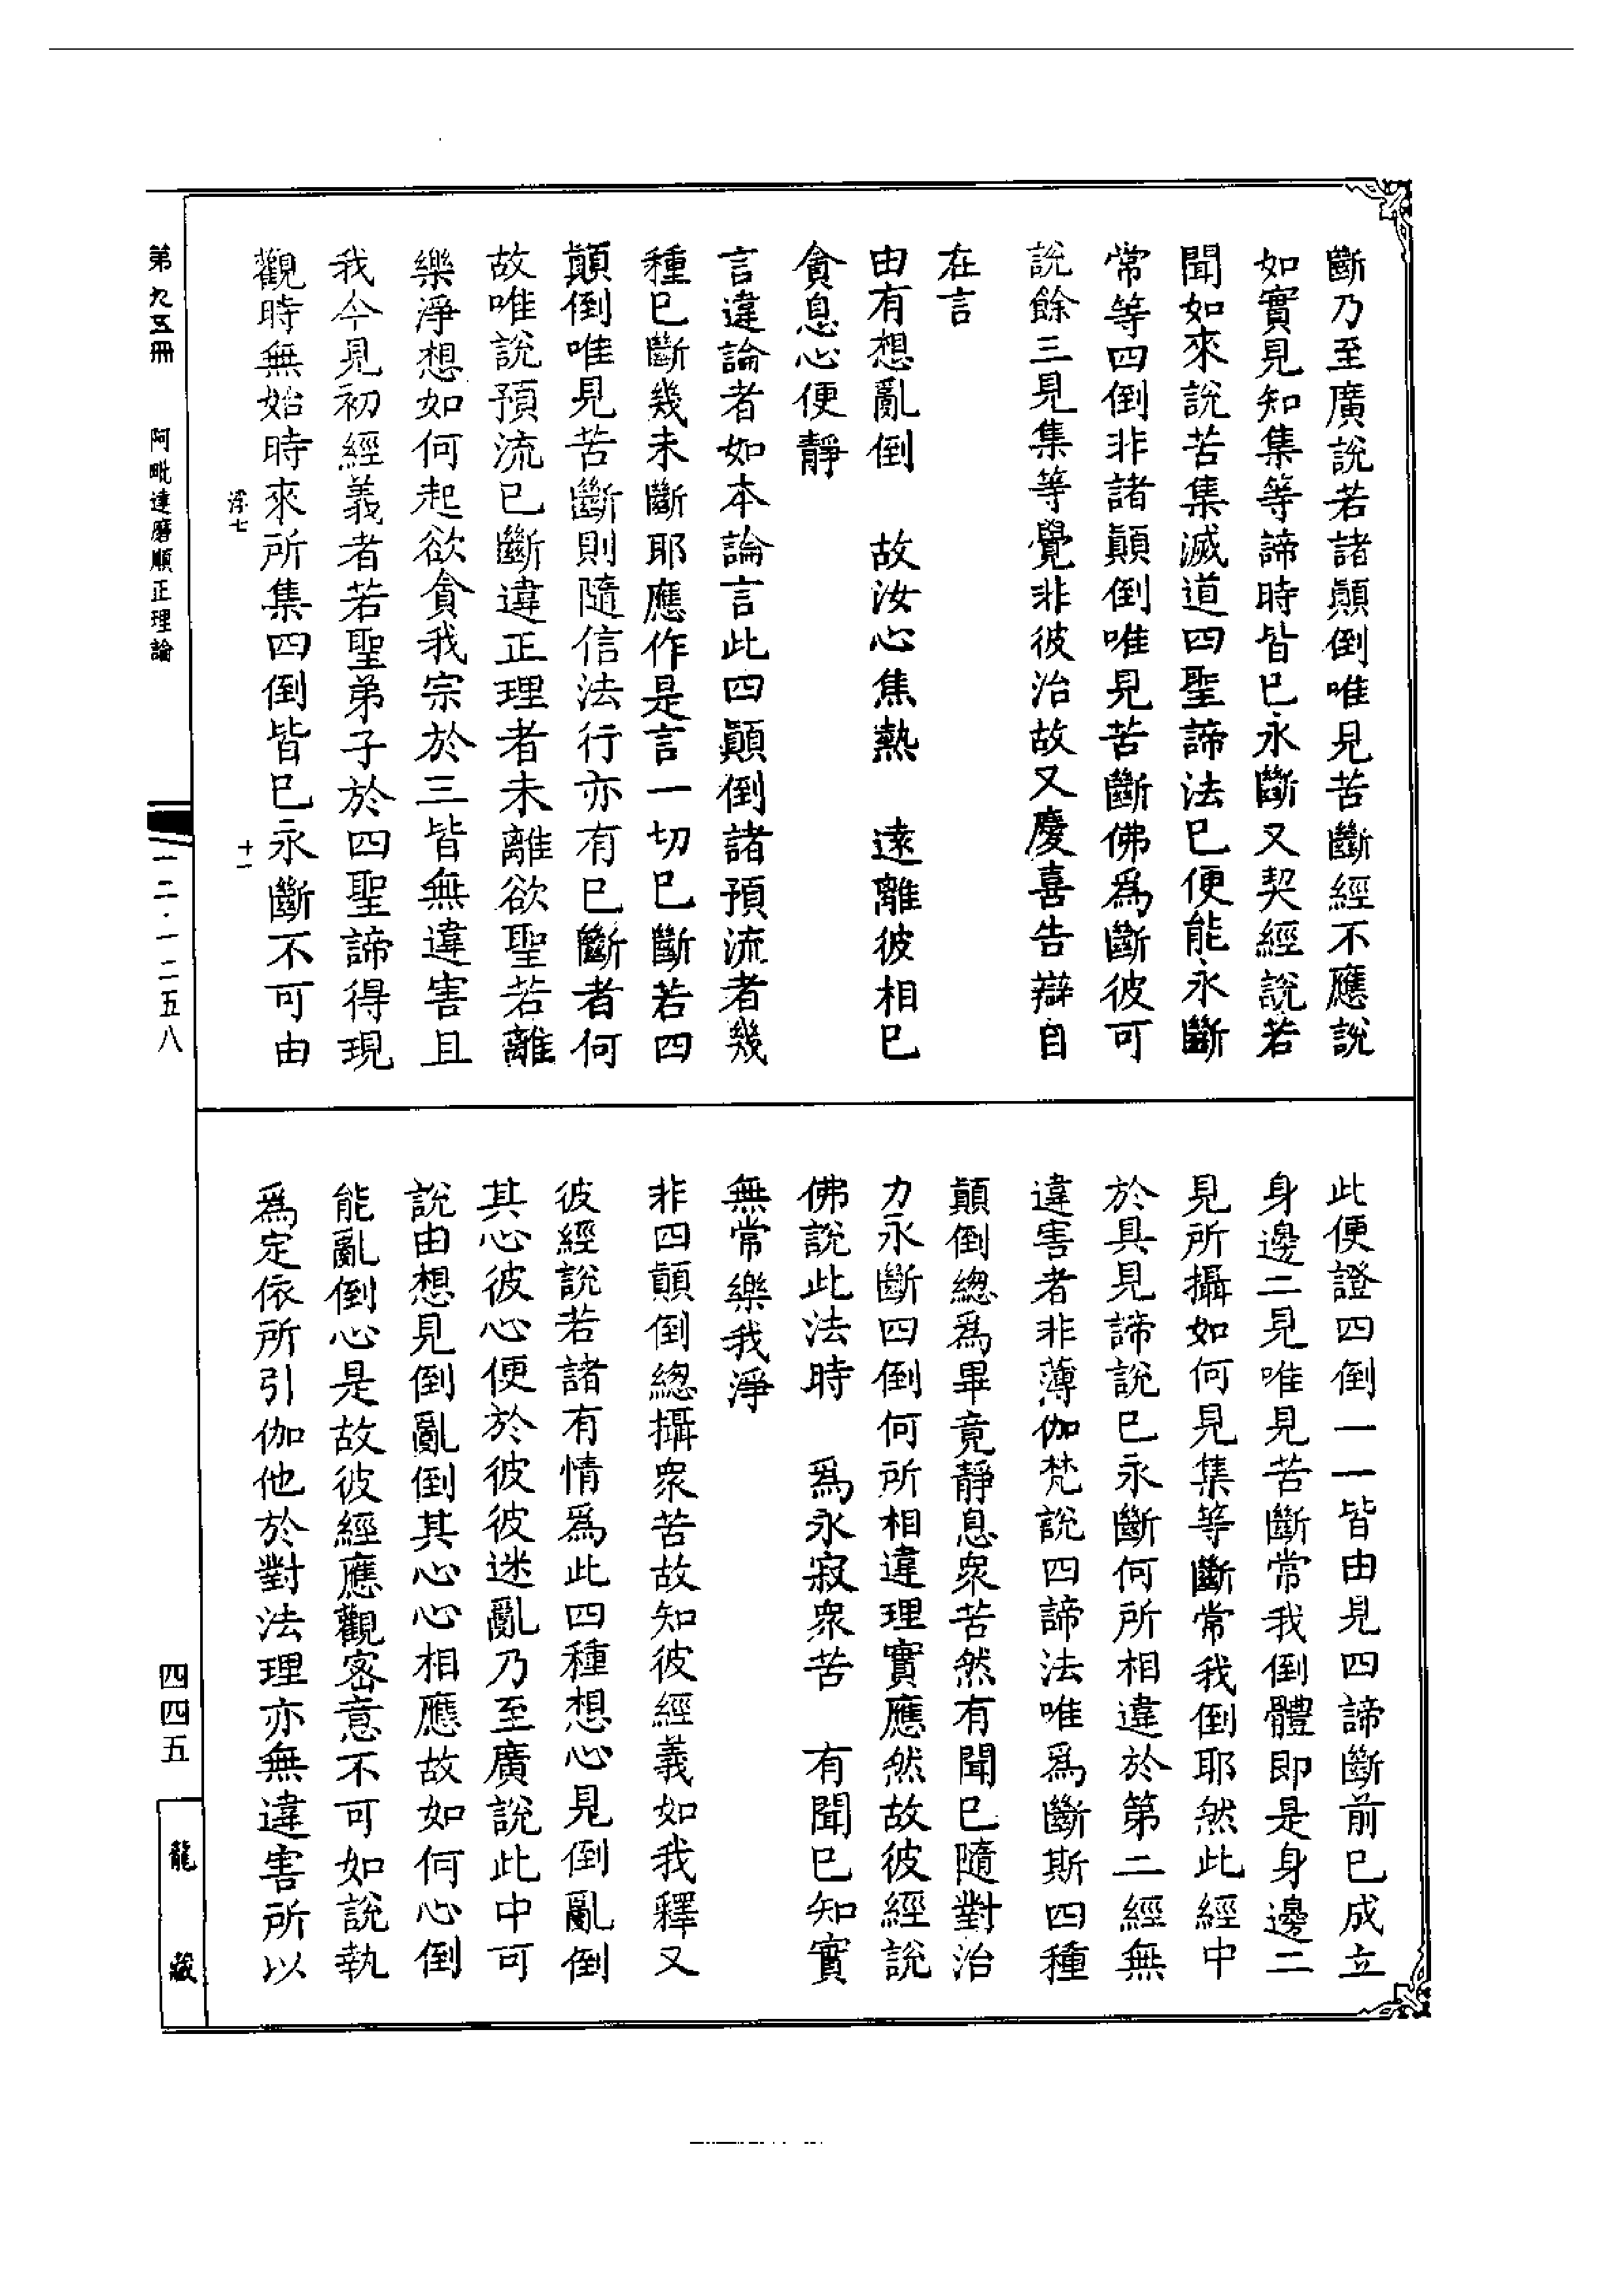 斷乃至廣說若諸顚倒唯見苦斷經不應說
如實見知集等諦時皆已永斷又契經說若
聞如來說苦集滅道四聖諦法已便能永斷
常等四倒非諸顚倒唯見苦斷佛爲斷彼可
說餘三見集等覺非彼治故又慶喜告辯自
在言
由有想亂倒　故汝心焦熱　遠離彼相已
貪息心便靜
言違論者如本論言此四顚倒諸預流者幾
種已斷幾未斷耶應作是言一切已斷若四
顚倒唯見苦斷則隨信法行亦有已斷者何
故唯說預流已斷違正理者未離欲聖若離
樂淨想如何起欲貪我宗於三皆無違害且
我今見初經義者若聖弟子於四聖諦得現
觀時無始時來所集四倒皆已永斷不可由
此便證四倒一一皆由見四諦斷前已成立
身邊二見唯見苦斷常我倒體即是身邊二
見所攝如何見集等斷常我倒耶然此經中
於具見諦說已永斷何所相違於第二經無
違害者非薄伽梵說四諦法唯爲斷斯四種
顚倒總爲畢竟靜息衆苦然有聞已隨對治
力永斷四倒何所相違理實應然故彼經說
佛說此法時　爲永寂衆苦　有聞已知實
無常樂我淨
非四顚倒總攝衆苦故知彼經義如我釋又
彼經說若諸有情爲此四種想心見倒亂倒
其心彼心便於彼彼迷亂乃至廣說此中可
說由想見倒亂倒其心心相應故如何心倒
能亂倒心是故彼經應觀密意不可如說執
爲定依所引伽他於對法理亦無違害所以
第九五冊　阿毗達磨順正理論
十一
一二·一二五八
四四五
龍藏